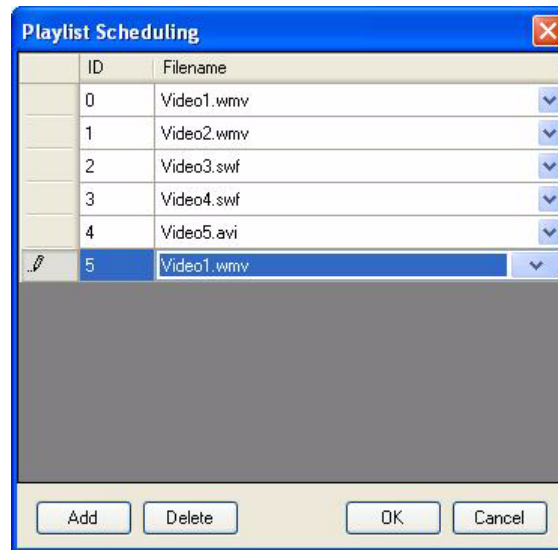 Playlist Scheduling
ID Filename
0 Video1.wmv
1 Video2.wmv
2 Video3.swf
3 Video4.swf
4 Video5.avi
5 Video1.wmv
Add Delete OK Cancel